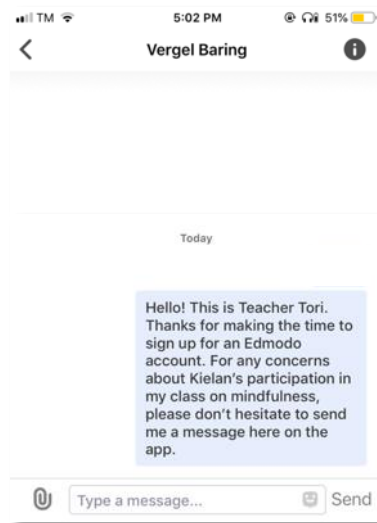 TM 5:02 PM 51%
Vergel Baring
Today
Hello! This is Teacher Tori.
Thanks for making the time to
sign up for an Edmodo
account. For any concerns
about Kielan's participation in
my class on mindfulness,
please don't hesitate to send
me a message here on the
app.
Type a message... Send